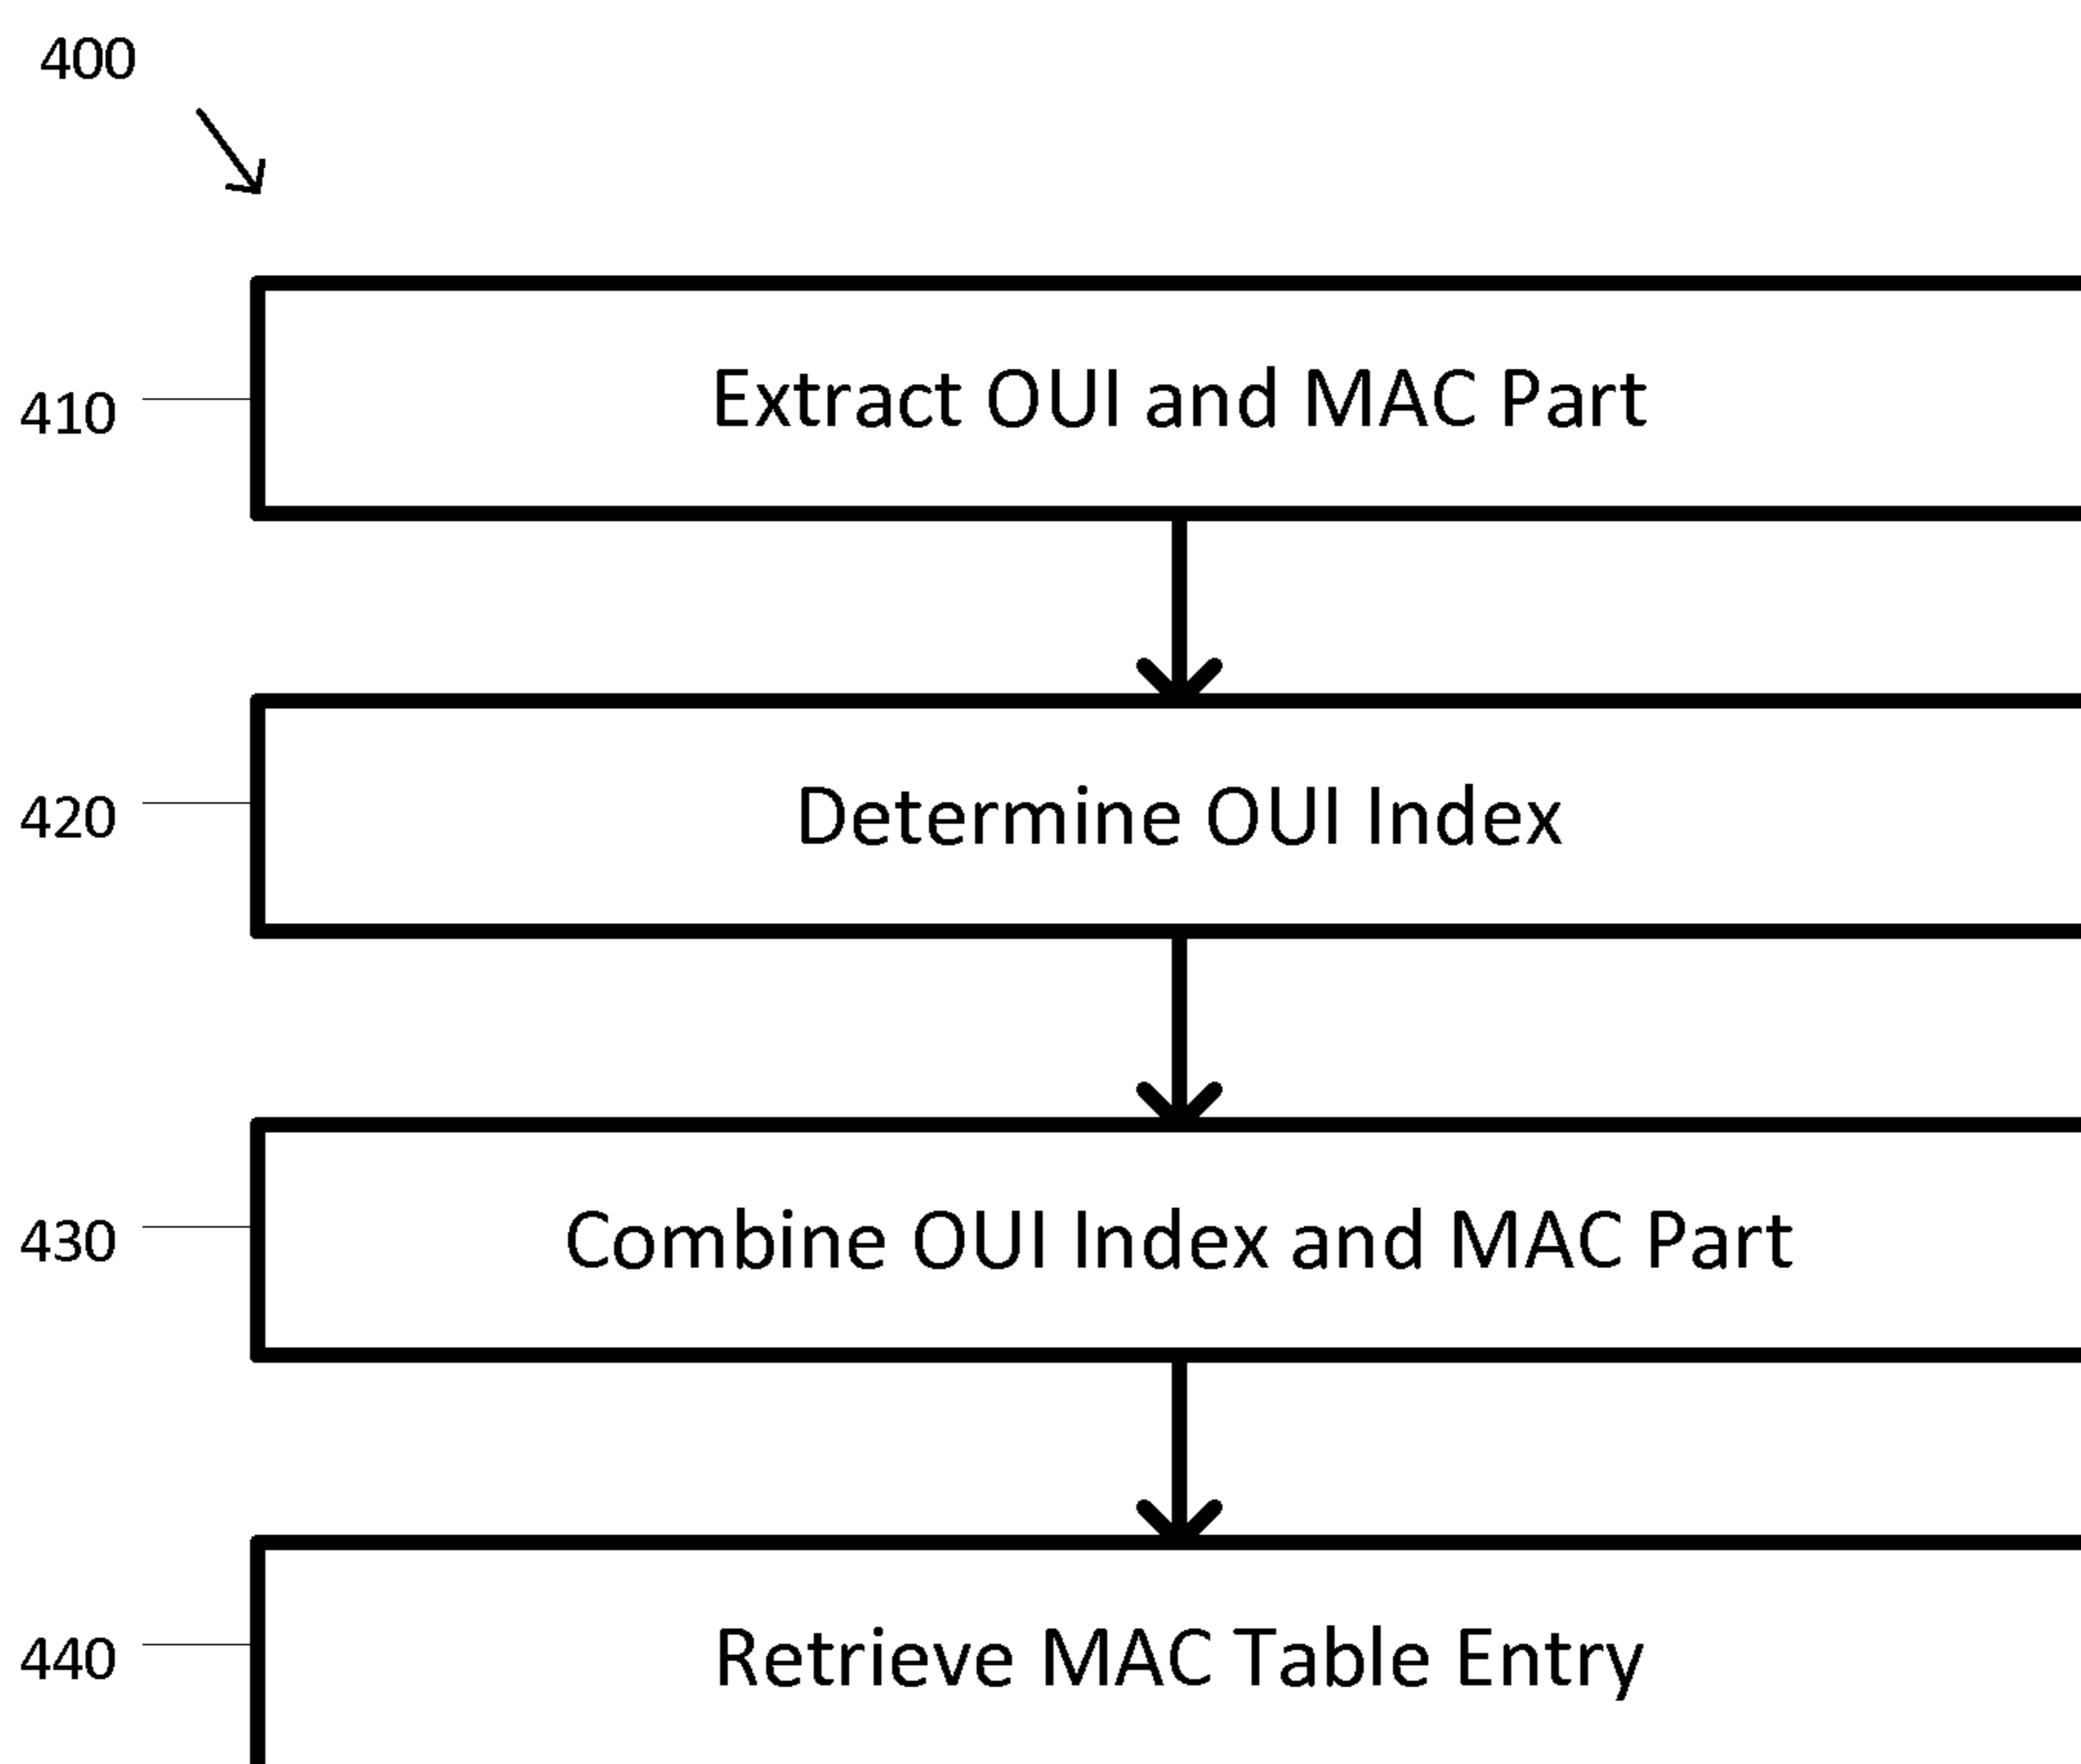 400
410
Extract OUI and MAC Part
420
Determine OUI Index
430
Combine OUI Index and MAC Part
440
Retrieve MAC Table Entry